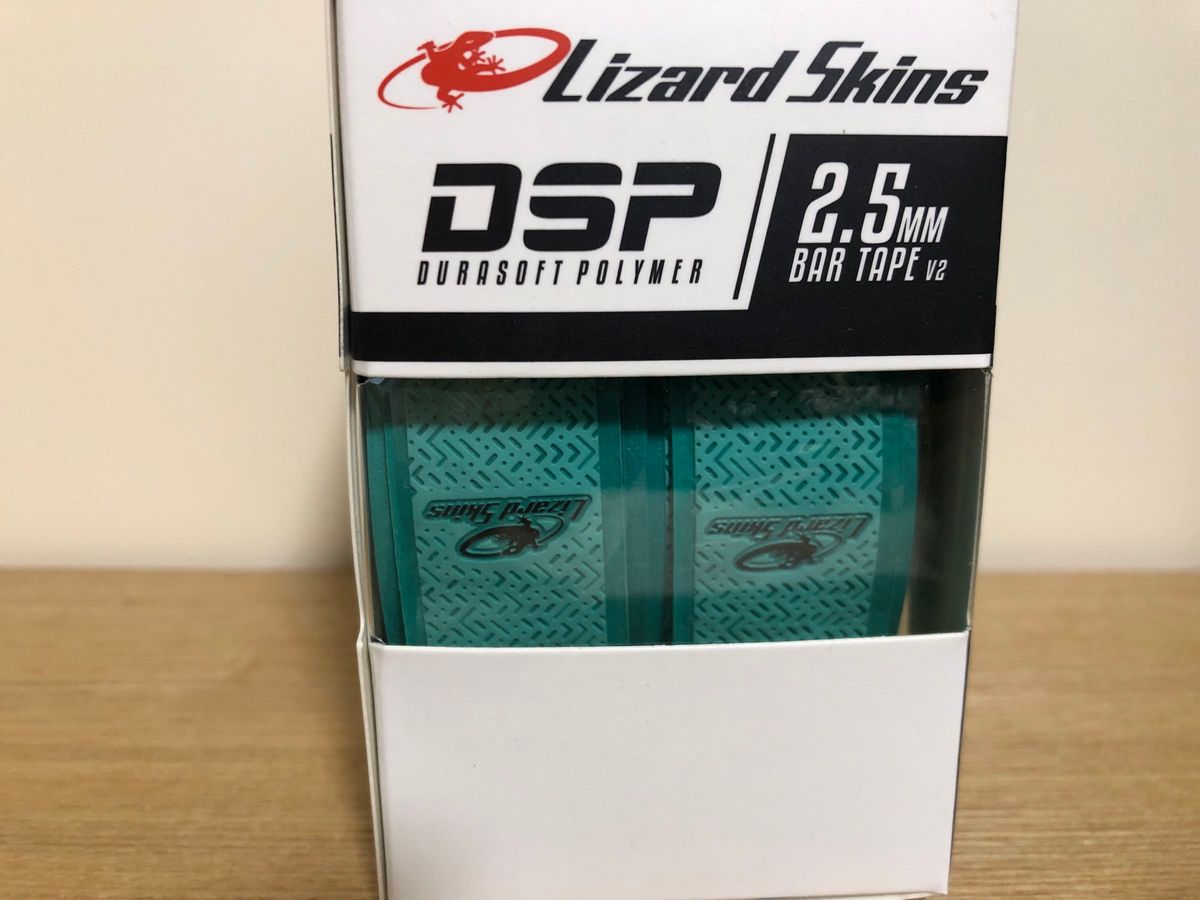 Lizard Skins
DSP
DURASOFT POLYMER
2.5MM
BAR TAPE V2
Lizard Skins
Lizard Skins